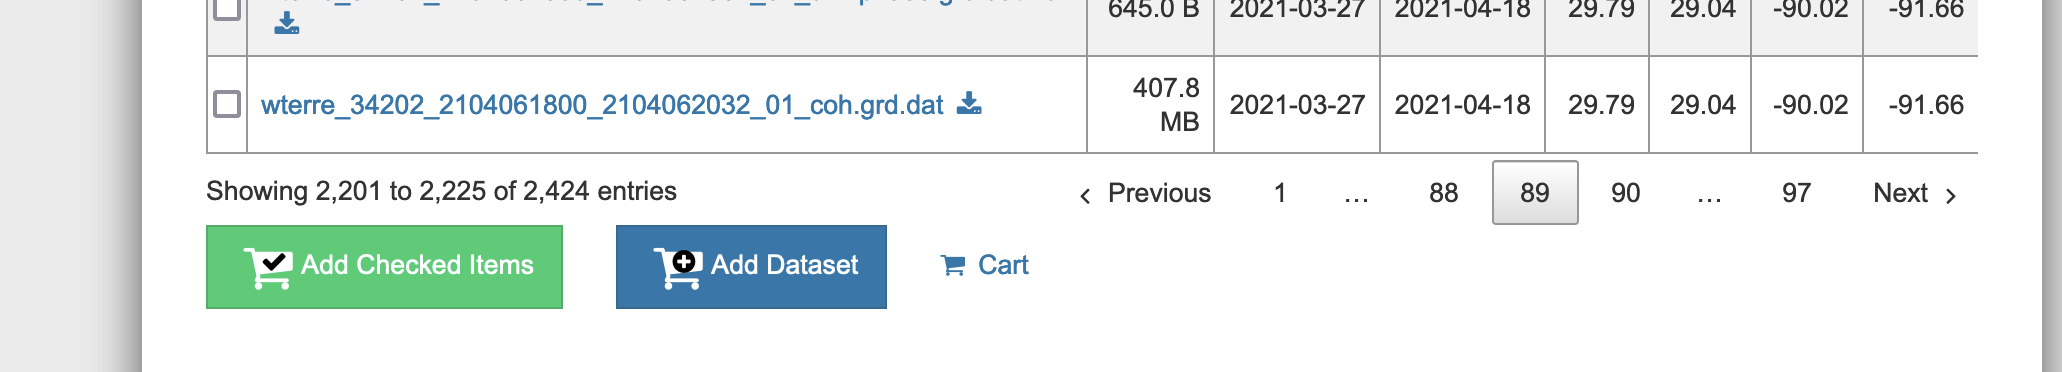 645.0 B 2021-03-27 2021-04-18 29.79 29.04 -90.02 -91.66
wterre_34202_2104061800_2104062032_01_coh.grd.dat 407.8 MB 2021-03-27 2021-04-18 29.79 29.04 -90.02 -91.66
Showing 2,201 to 2,225 of 2,424 entries ‹ Previous 1 … 88 89 90 … 97 Next ›
Add Checked Items Add Dataset Cart